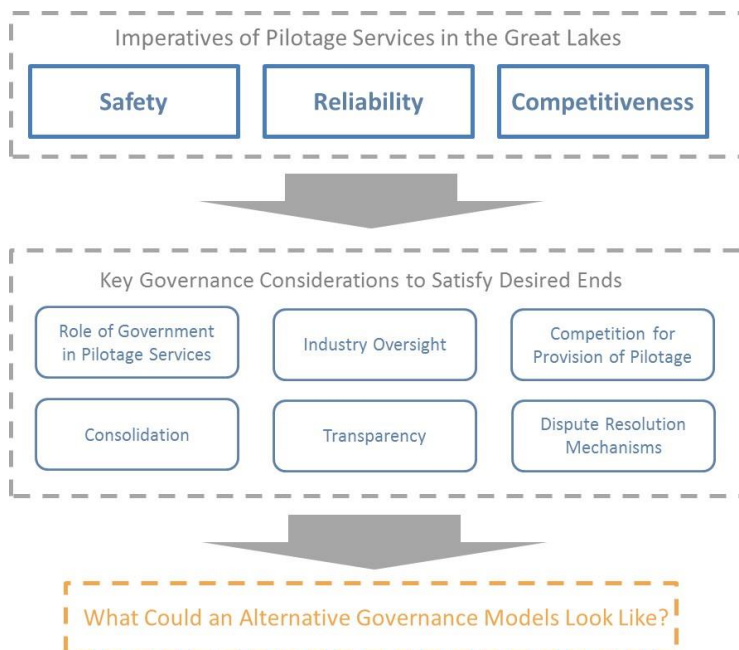 Imperatives of Pilotage Services in the Great Lakes
Safety
Reliability
Competitiveness
Key Governance Considerations to Satisfy Desired Ends
Role of Government
in Pilotage Services
Industry Oversight
Competition for
Provision of Pilotage
Consolidation
Transparency
Dispute Resolution
Mechanisms
What Could an Alternative Governance Models Look Like?